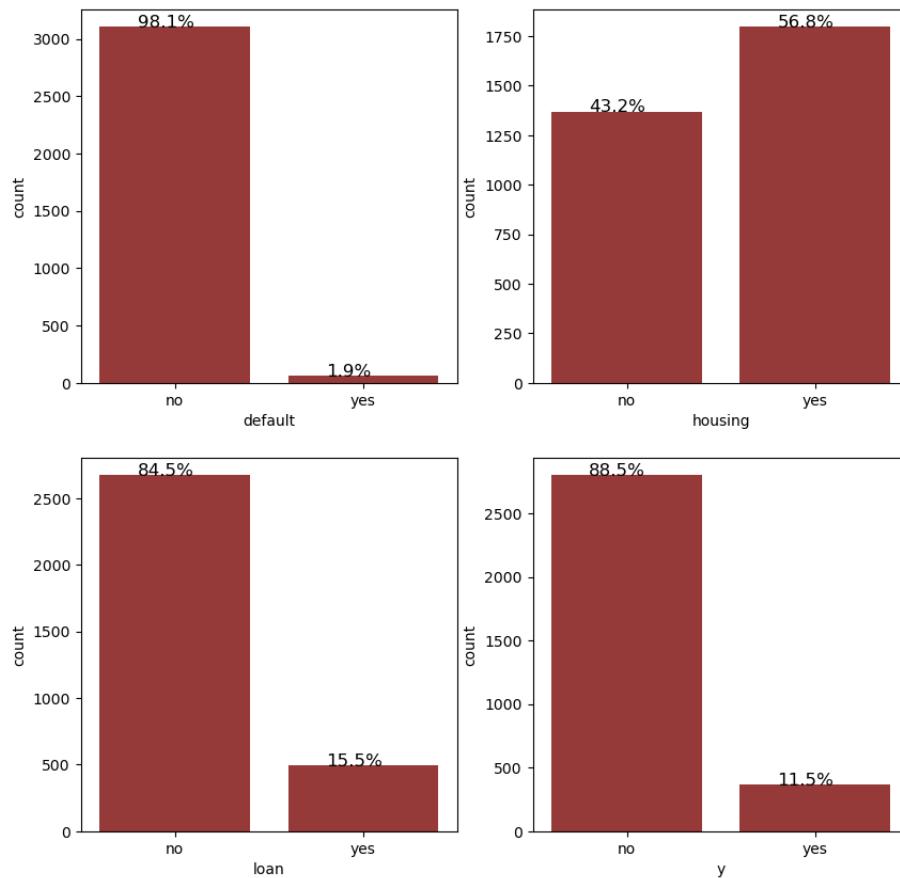 98.1%
3000
2500
2000
1500
1000
500
0
count
1.9%
no yes
default
56.8%
1750
43.2%
1500
1250
1000
750
500
250
0
count
no yes
housing
84.5%
2500
2000
1500
1000
500
0
count
15.5%
no yes
loan
88.5%
2500
2000
1500
1000
500
0
count
11.5%
no yes
y